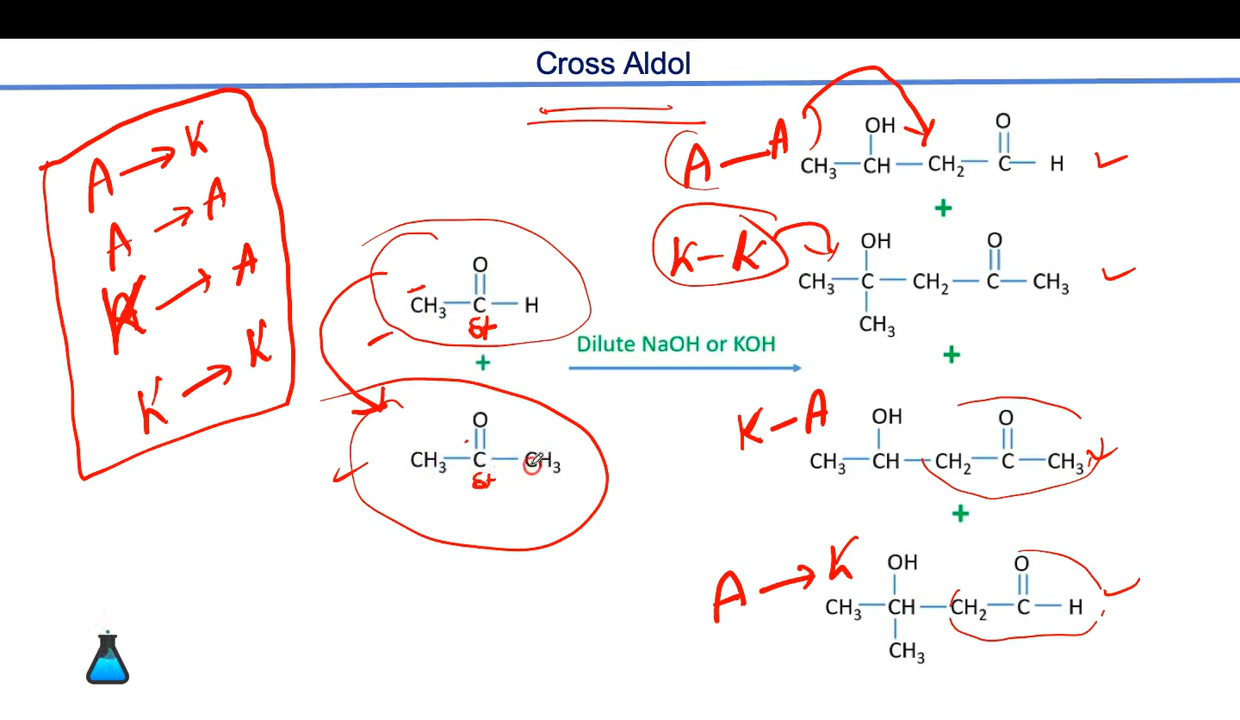 Cross Aldol
A → K
A → A
K → A
K → K
O
CH₃—C—H
δ+
+
O
CH₃—C—CH₃
δ+
Dilute NaOH or KOH
A—A
OH O
CH₃—CH—CH₂—C—H
+
K–K
OH O
CH₃—C—CH₂—C—CH₃
CH₃
+
K–A
OH O
CH₃—CH—CH₂—C—CH₃
+
A → K
OH O
CH₃—CH—CH₂—C—H
CH₃